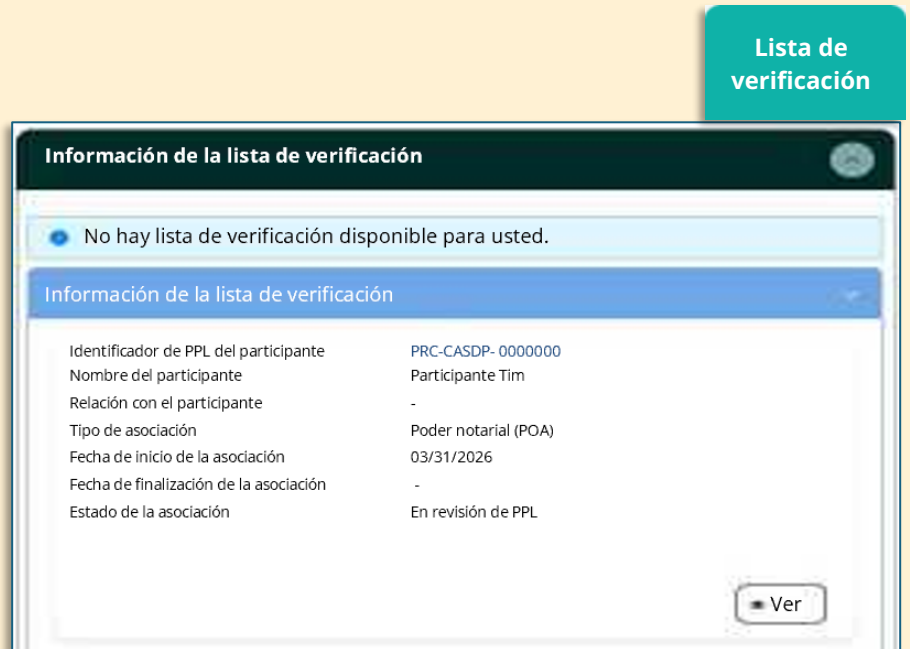 Lista de
verificación
Información de la lista de verificación
No hay lista de verificación disponible para usted.
Información de la lista de verificación
Identificador de PPL del participante PRC-CASDP- 0000000
Nombre del participante Participante Tim
Relación con el participante -
Tipo de asociación Poder notarial (POA)
Fecha de inicio de la asociación 03/31/2026
Fecha de finalización de la asociación -
Estado de la asociación En revisión de PPL
Ver